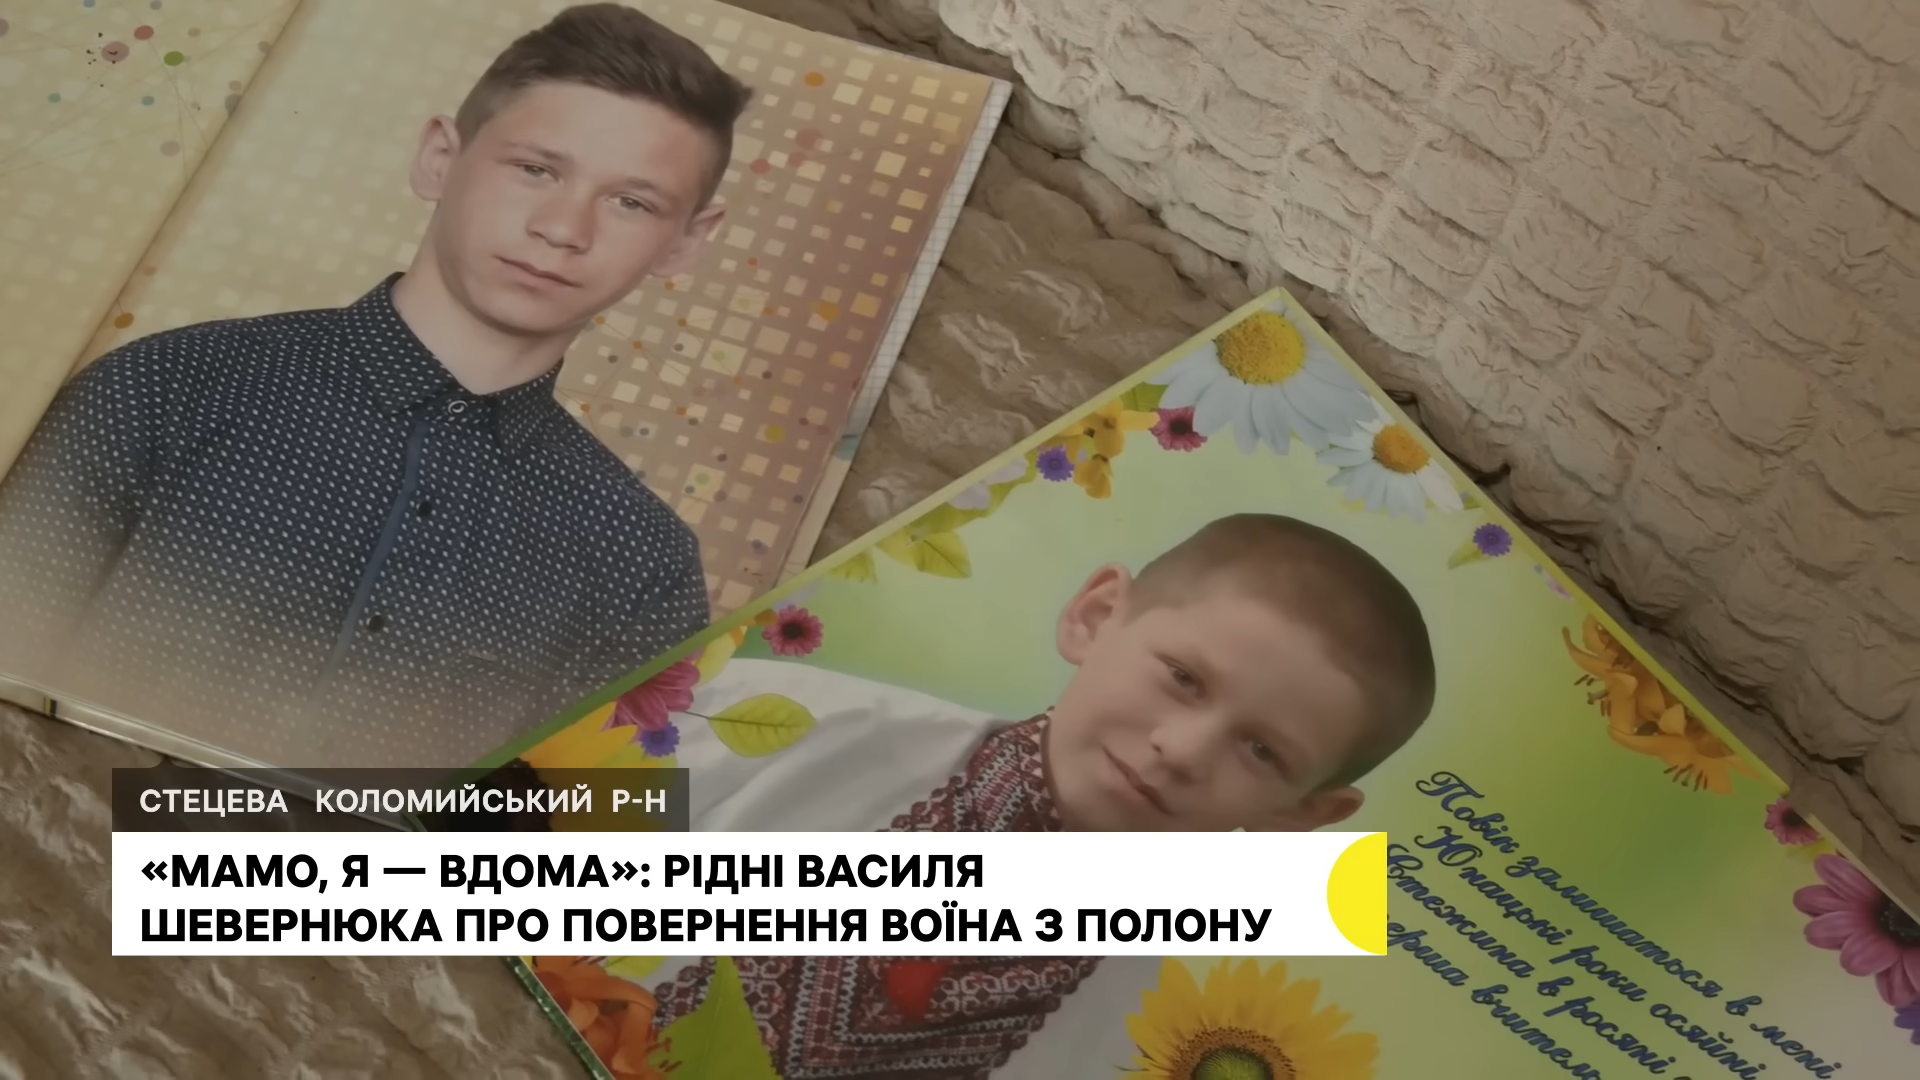 СТЕЦЕВА КОЛОМИЙСЬКИЙ Р-Н
«МАМО, Я — ВДОМА»: РІДНІ ВАСИЛЯ
ШЕВЕРНЮКА ПРО ПОВЕРНЕННЯ ВОЇНА З ПОЛОНУ
Повік залишаться в мені
Юнацькі роки осяйні
Стежина в росяні